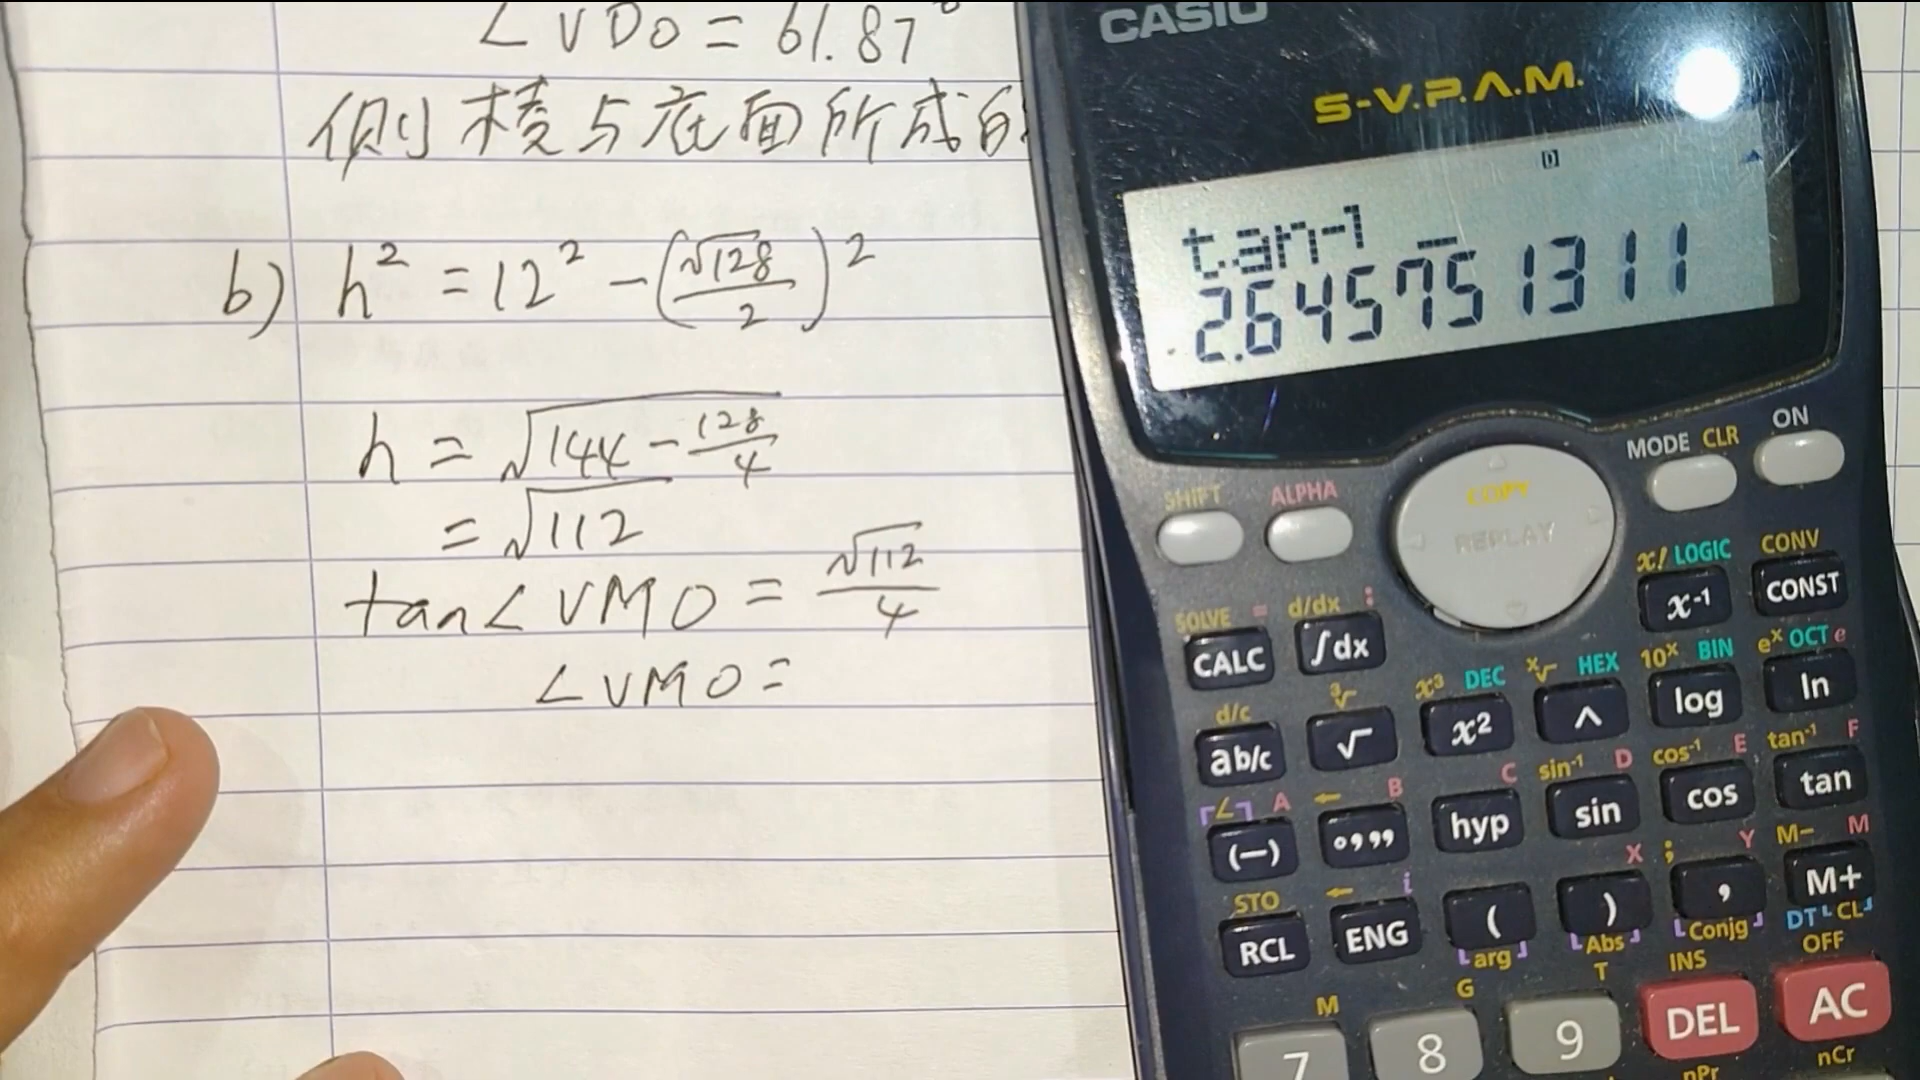 ∠VDO = 61.87°
侧棱与底面所成的
b) h² = 12² - (√128/2)²
h = √(144 - 128/4)
= √112
tan∠VMO = √112/4
∠VMO =
CASIO
S-V.P.A.M.
D
tan-1
2.645751311
MODE CLR ON
SHIFT ALPHA COPY
REPLAY
x! LOGIC CONV
x-1 CONST
SOLVE = d/dx :
CALC ∫dx
³√ x³ DEC x√ HEX 10x BIN ex OCT e
d/c
ab/c √ x² ^ log ln
∠ A ← B C sin-1 D cos-1 E tan-1 F
(−) °,,, hyp sin cos tan
STO ← i X ; Y M− M
RCL ENG ( ) , M+
arg Abs Conjg DT CL
M G T INS OFF
7 8 9 DEL AC
nPr nCr